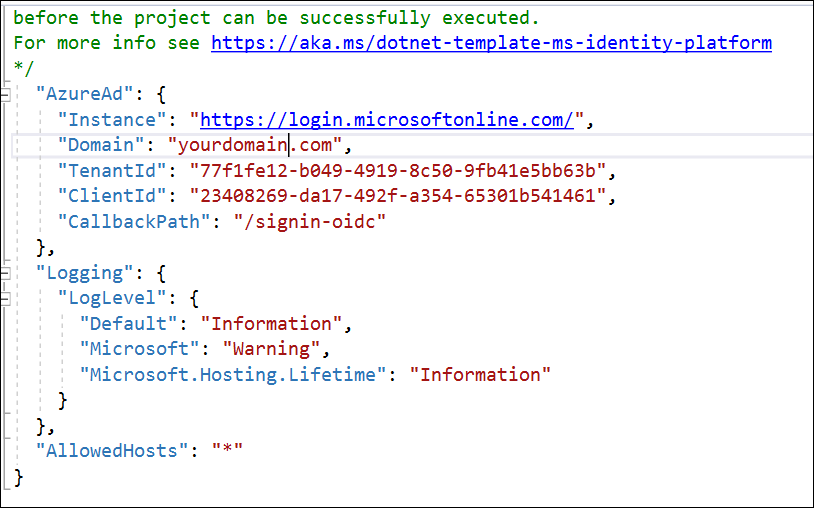 before the project can be successfully executed.
For more info see https://aka.ms/dotnet-template-ms-identity-platform
*/
"AzureAd": {
"Instance": "https://login.microsoftonline.com/",
"Domain": "yourdomain.com",
"TenantId": "77f1fe12-b049-4919-8c50-9fb41e5bb63b",
"ClientId": "23408269-da17-492f-a354-65301b541461",
"CallbackPath": "/signin-oidc"
},
"Logging": {
"LogLevel": {
"Default": "Information",
"Microsoft": "Warning",
"Microsoft.Hosting.Lifetime": "Information"
}
},
"AllowedHosts": "*"
}